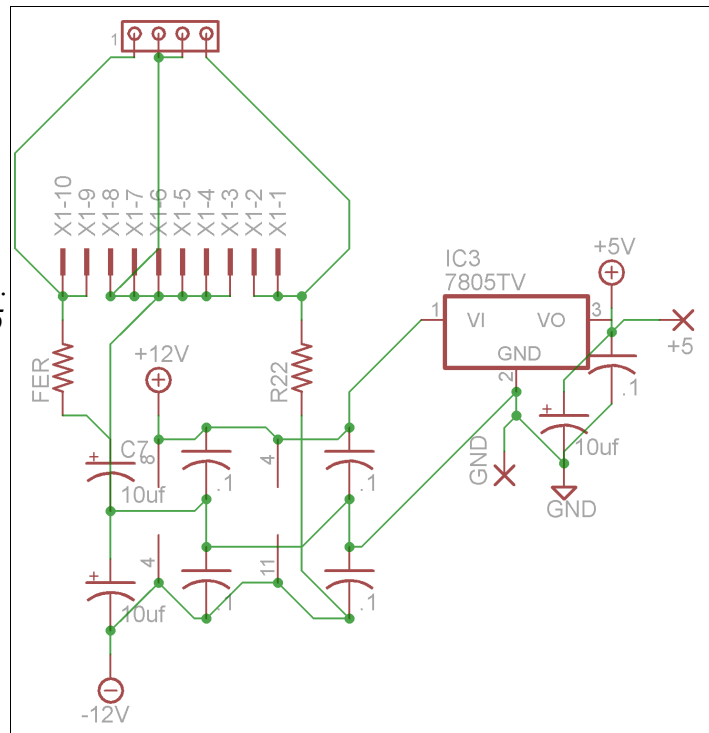 1
X1-10
X1-9
X1-8
X1-7
X1-6
X1-5
X1-4
X1-3
X1-2
X1-1
IC3
7805TV
+5V
1
VI
VO
3
GND
2
+5
.1
FER
+12V
R22
+
10uf
GND
GND
C7
+
10uf
8
.1
4
.1
+
10uf
4
.1
11
.1
-12V